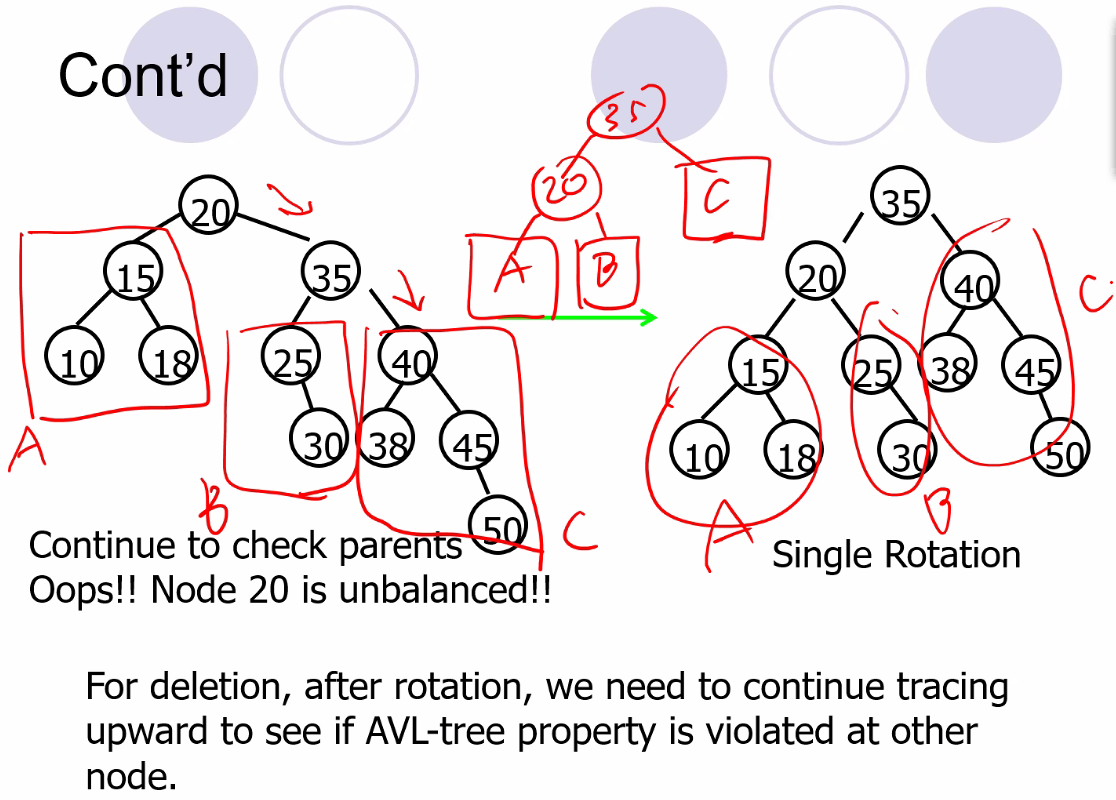 Cont'd
35
20
C
A
B
20
15
35
10
18
25
40
30
38
45
50
A
B
C
35
20
40
15
25
38
45
10
18
30
50
A
B
C
Continue to check parents
Oops!! Node 20 is unbalanced!!
Single Rotation
For deletion, after rotation, we need to continue tracing
upward to see if AVL-tree property is violated at other
node.